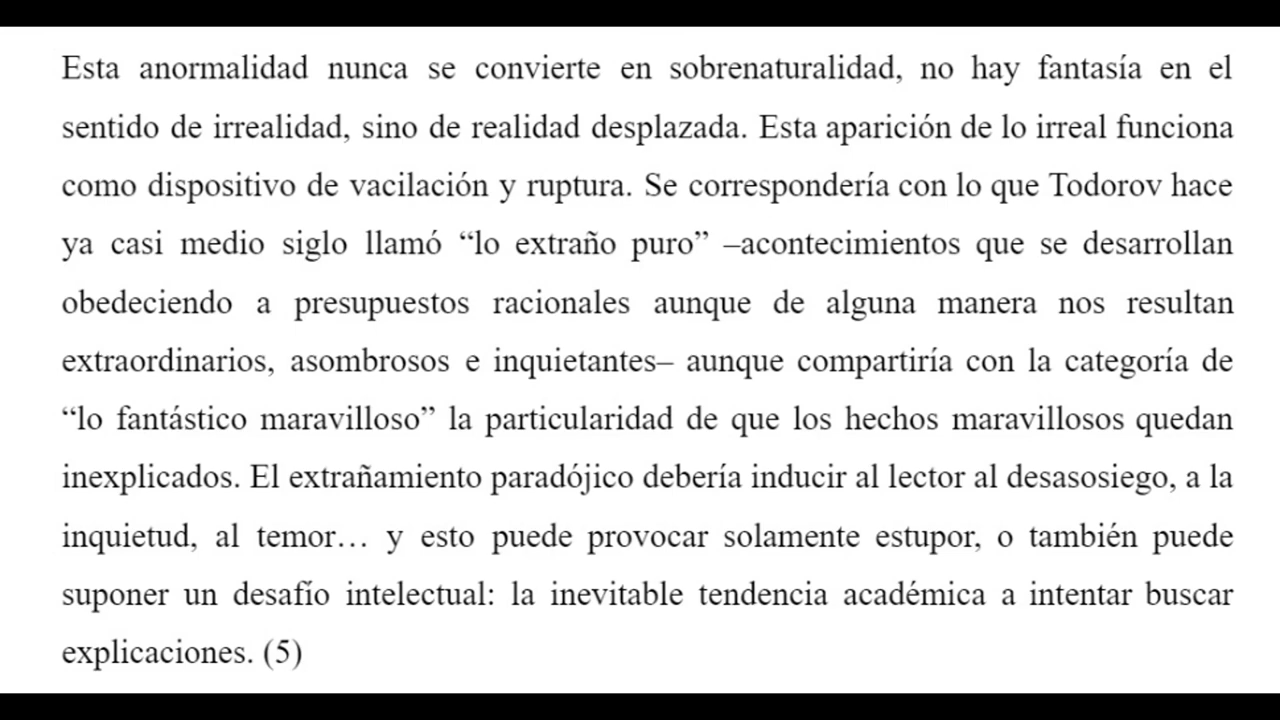 Esta anormalidad nunca se convierte en sobrenaturalidad, no hay fantasía en el
sentido de irrealidad, sino de realidad desplazada. Esta aparición de lo irreal funciona
como dispositivo de vacilación y ruptura. Se correspondería con lo que Todorov hace
ya casi medio siglo llamó “lo extraño puro” –acontecimientos que se desarrollan
obedeciendo a presupuestos racionales aunque de alguna manera nos resultan
extraordinarios, asombrosos e inquietantes– aunque compartiría con la categoría de
“lo fantástico maravilloso” la particularidad de que los hechos maravillosos quedan
inexplicados. El extrañamiento paradójico debería inducir al lector al desasosiego, a la
inquietud, al temor… y esto puede provocar solamente estupor, o también puede
suponer un desafío intelectual: la inevitable tendencia académica a intentar buscar
explicaciones. (5)